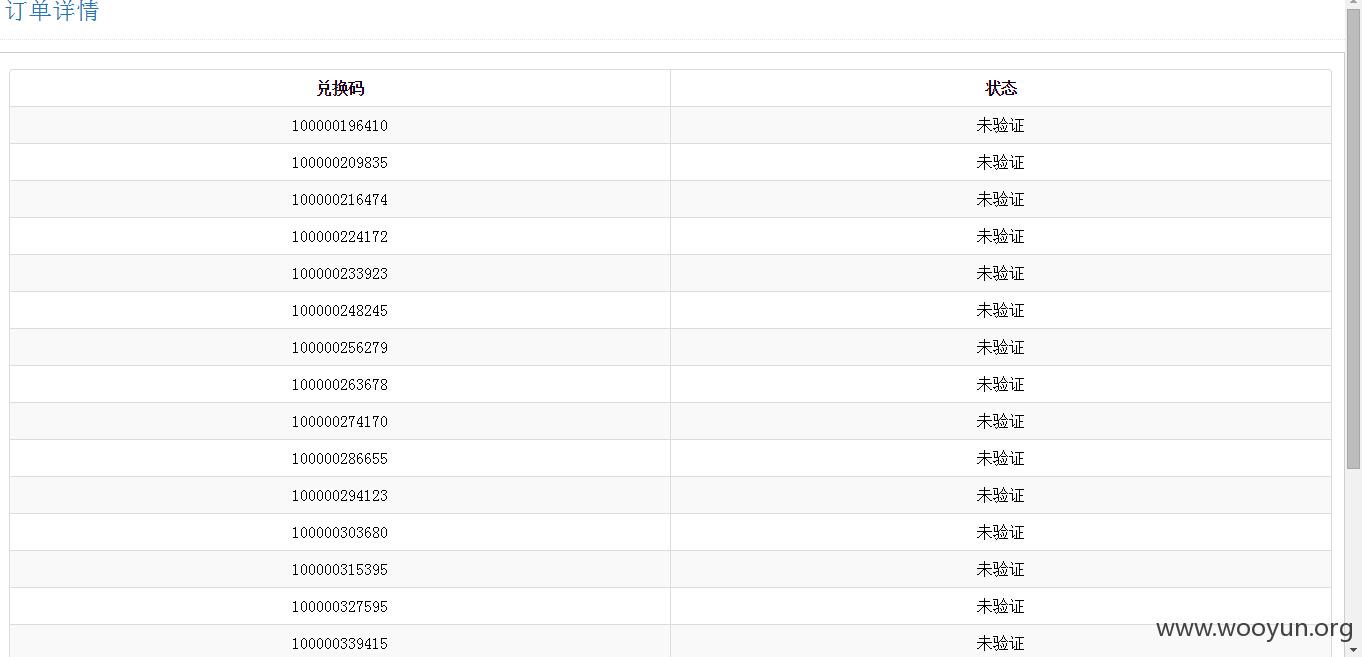 订单详情
兑换码 状态
100000196410 未验证
100000209835 未验证
100000216474 未验证
100000224172 未验证
100000233923 未验证
100000248245 未验证
100000256279 未验证
100000263678 未验证
100000274170 未验证
100000286655 未验证
100000294123 未验证
100000303680 未验证
100000315395 未验证
100000327595 未验证
100000339415 未验证
www.wooyun.org